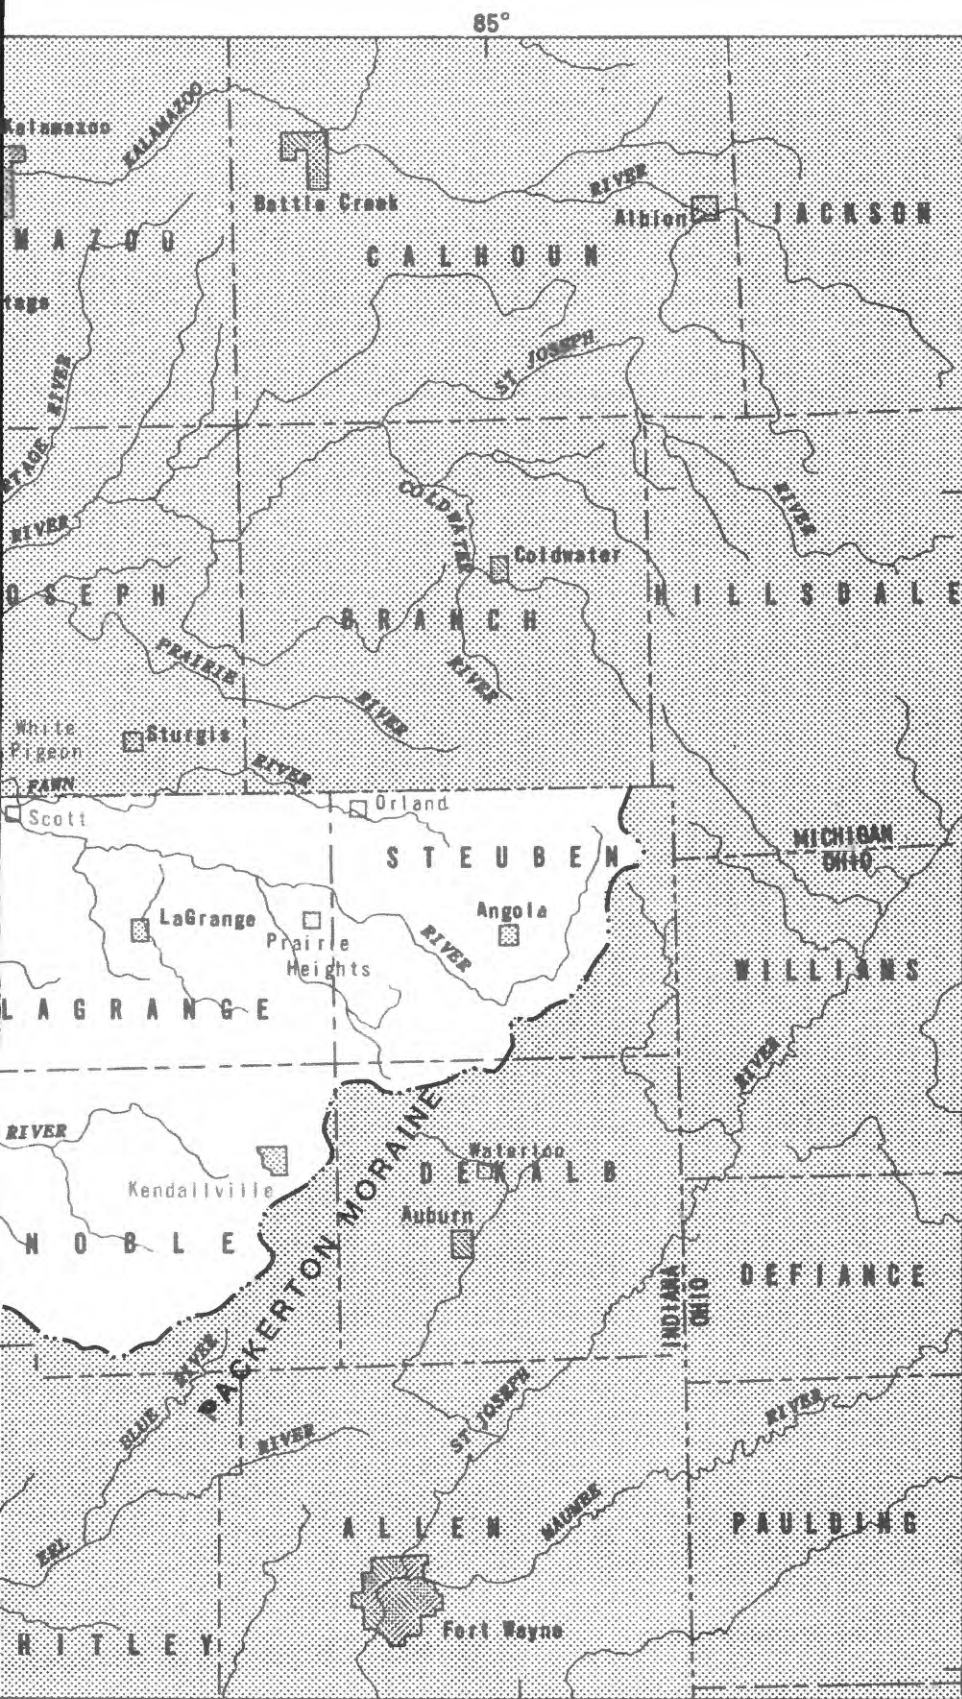 85°
Kalamazoo
KALAMAZOO
RIVER
Battle Creek
Albion
JACKSON
MAZOO
CALHOUN
tage
ST JOSEPH
RIVER
RTAGE
COLDWATER
RIVER
RIVER
Coldwater
OSEPH
HILLSDALE
BRANCH
PRAIRIE
RIVER
RIVER
White
Pigeon
Sturgis
RIVER
FAWN
Orland
Scott
MICHIGAN
OHIO
STEUBEN
LaGrange
Angola
Prairie
Heights
RIVER
WILLIAMS
LAGRANGE
RIVER
RIVER
PACKERTON MORAINE
Waterloo
DEKALB
Kendallville
Auburn
NOBLE
INDIANA
OHIO
DEFIANCE
BLUE RIVER
ST JOSEPH
RIVER
RIVER
EEL
MAUMEE
ALLEN
PAULDING
Fort Wayne
HITLEY